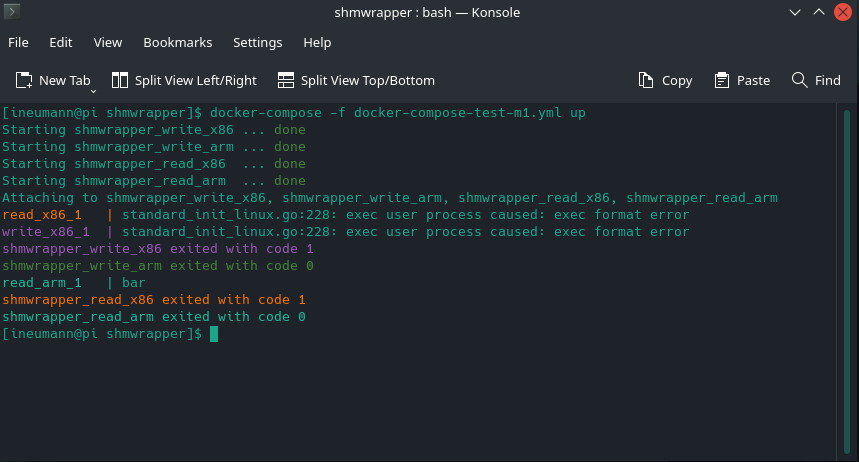 shmwrapper : bash — Konsole
File Edit View Bookmarks Settings Help
New Tab Split View Left/Right Split View Top/Bottom Copy Paste Find
[ineumann@pi shmwrapper]$ docker-compose -f docker-compose-test-m1.yml up
Starting shmwrapper_write_x86 ... done
Starting shmwrapper_write_arm ... done
Starting shmwrapper_read_x86  ... done
Starting shmwrapper_read_arm  ... done
Attaching to shmwrapper_write_x86, shmwrapper_write_arm, shmwrapper_read_x86, shmwrapper_read_arm
read_x86_1   | standard_init_linux.go:228: exec user process caused: exec format error
write_x86_1  | standard_init_linux.go:228: exec user process caused: exec format error
shmwrapper_write_x86 exited with code 1
shmwrapper_write_arm exited with code 0
read_arm_1   | bar
shmwrapper_read_x86 exited with code 1
shmwrapper_read_arm exited with code 0
[ineumann@pi shmwrapper]$